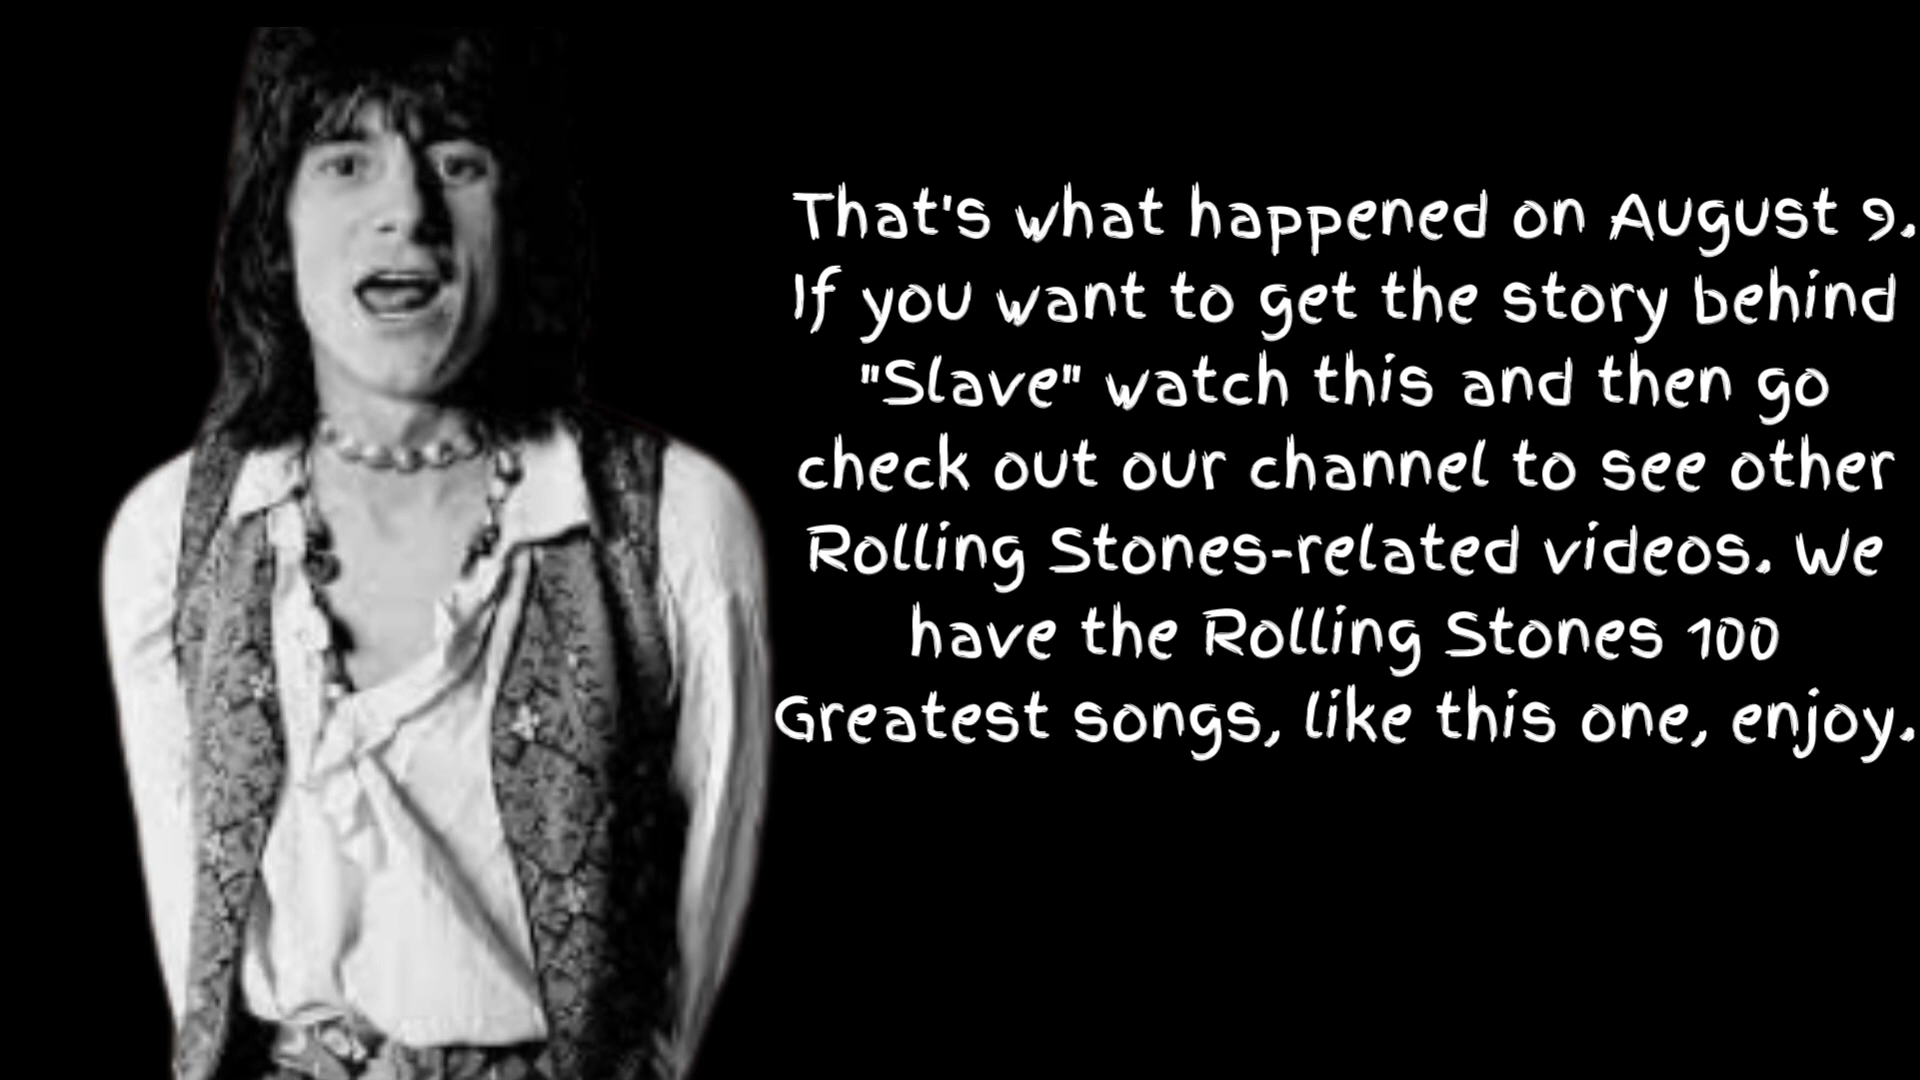 That's what happened on August 9.
If you want to get the story behind
"Slave" watch this and then go
check out our channel to see other
Rolling Stones-related videos. We
have the Rolling Stones 100
Greatest songs, like this one, enjoy.